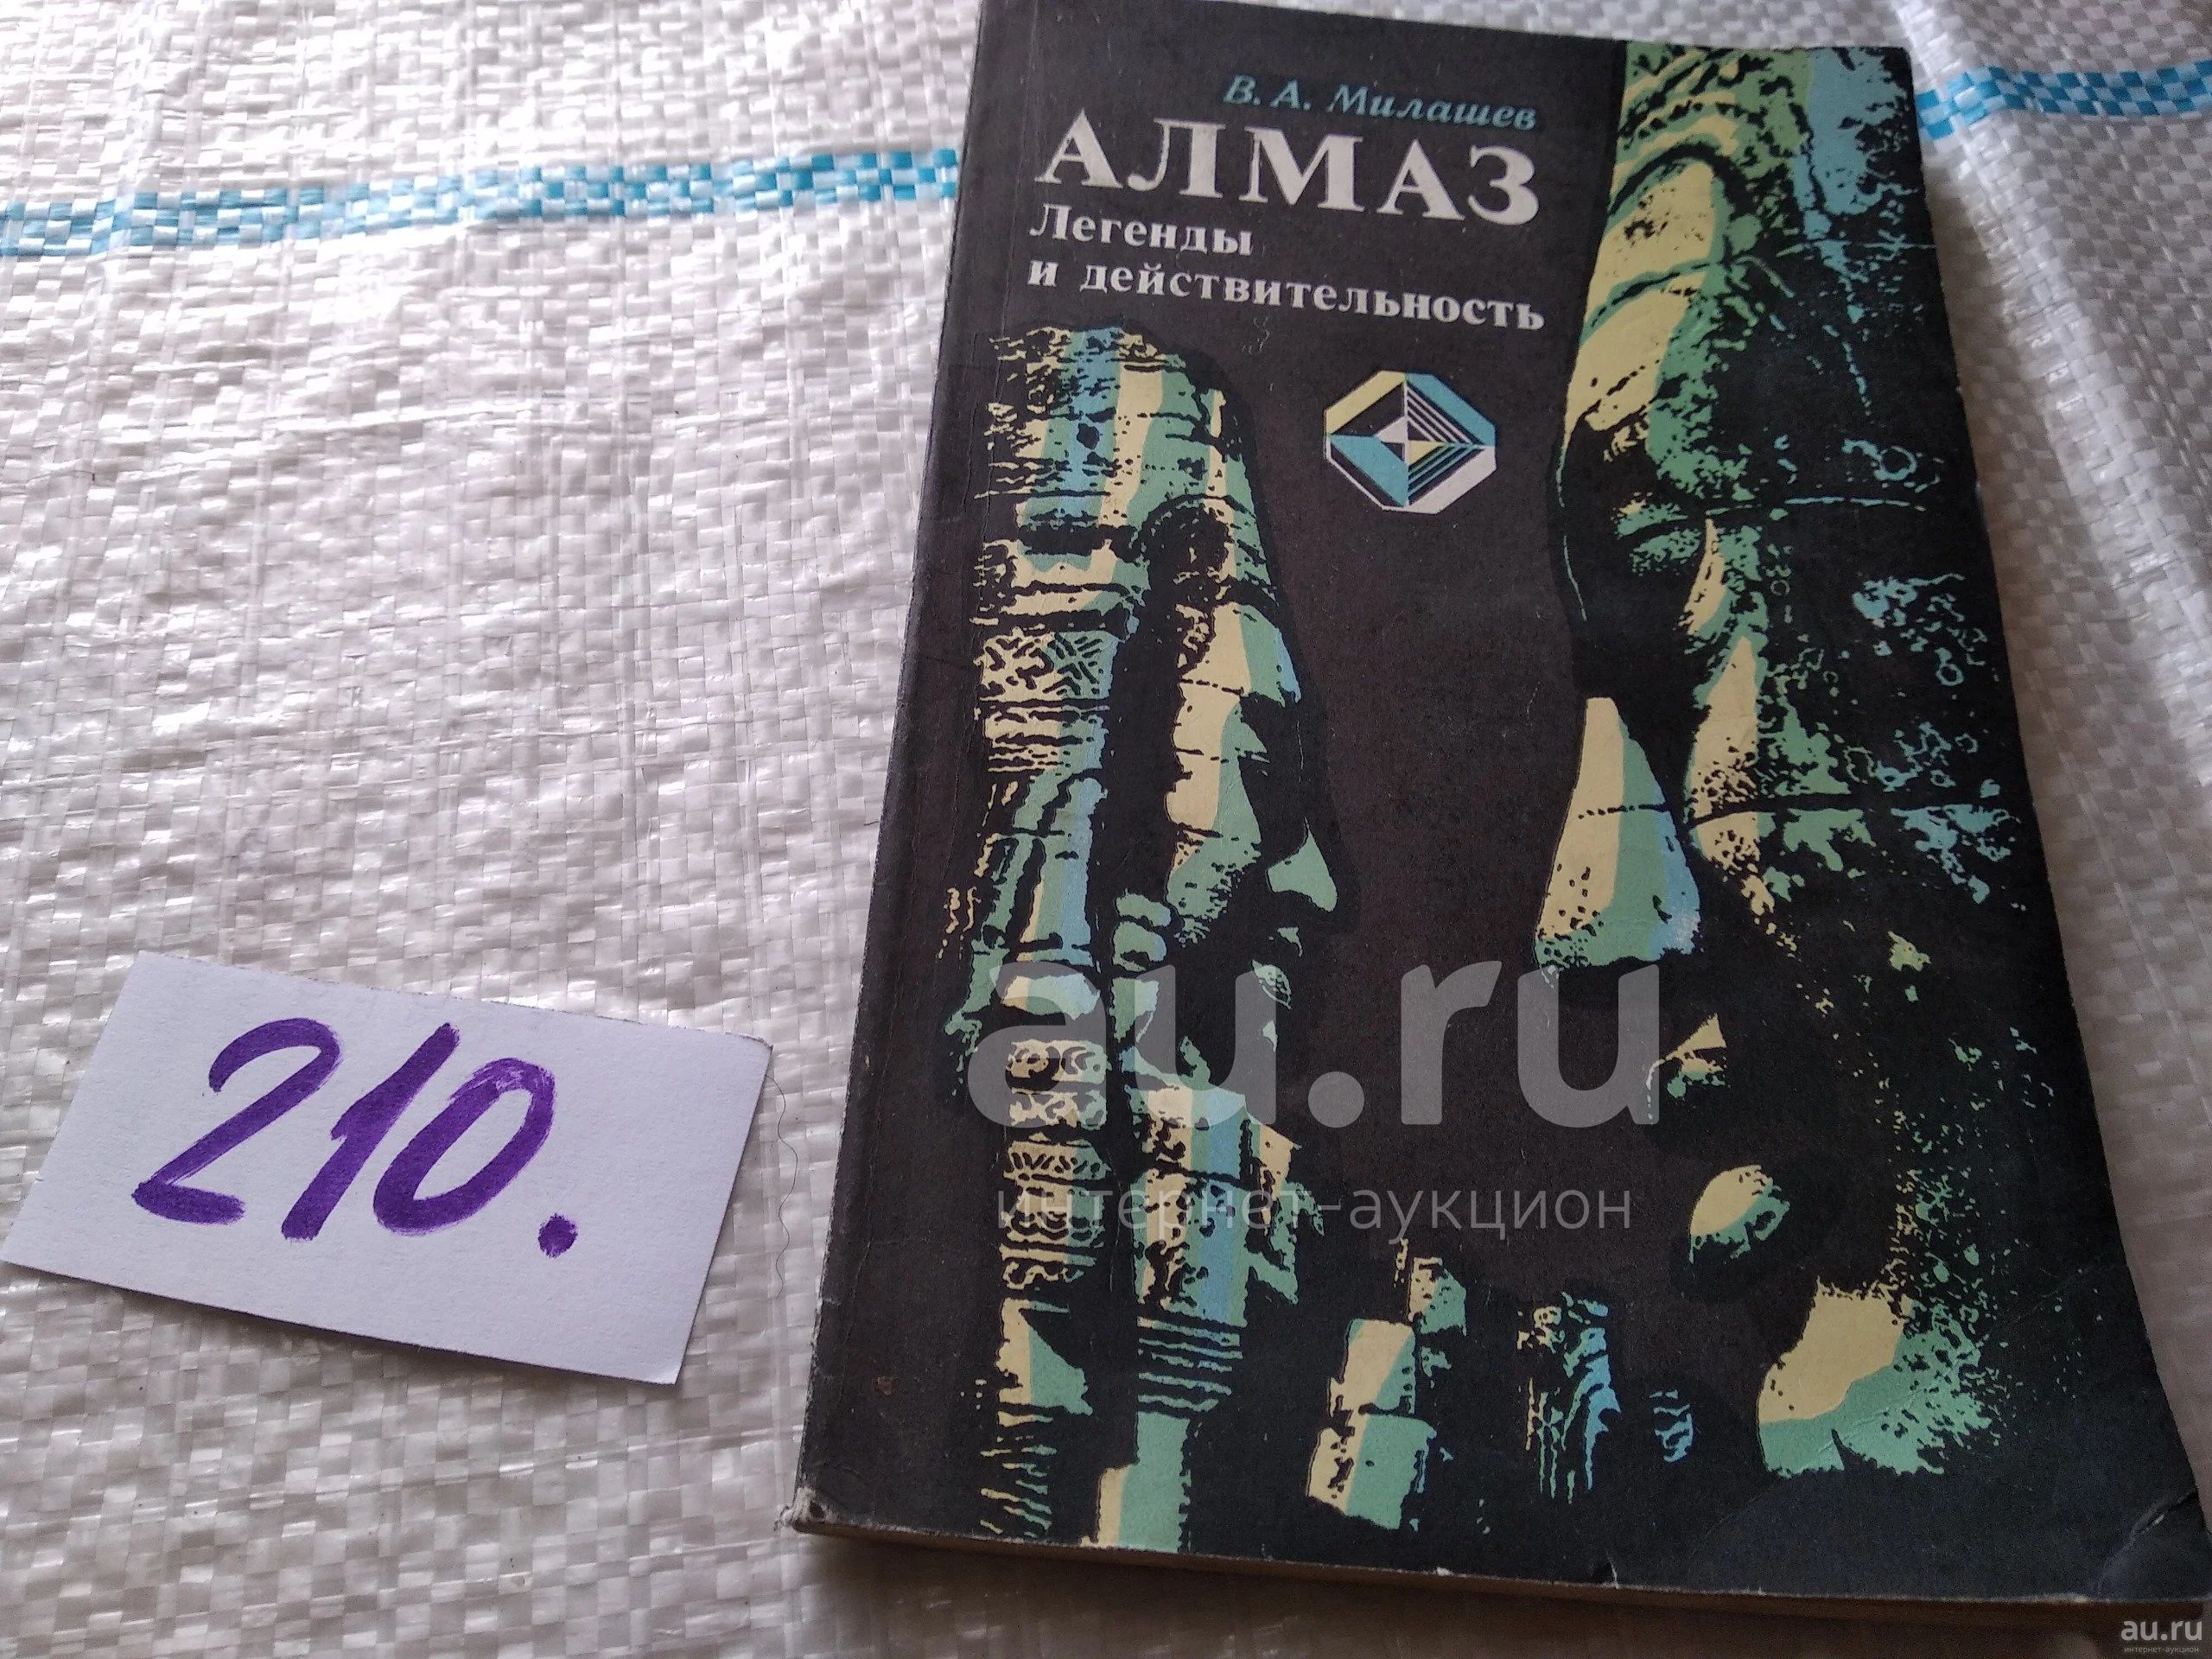 В. А. Милашев
АЛМАЗ
Легенды
и действительность
210.
au.ru
интернет-аукцион
au.ru
интернет-аукцион